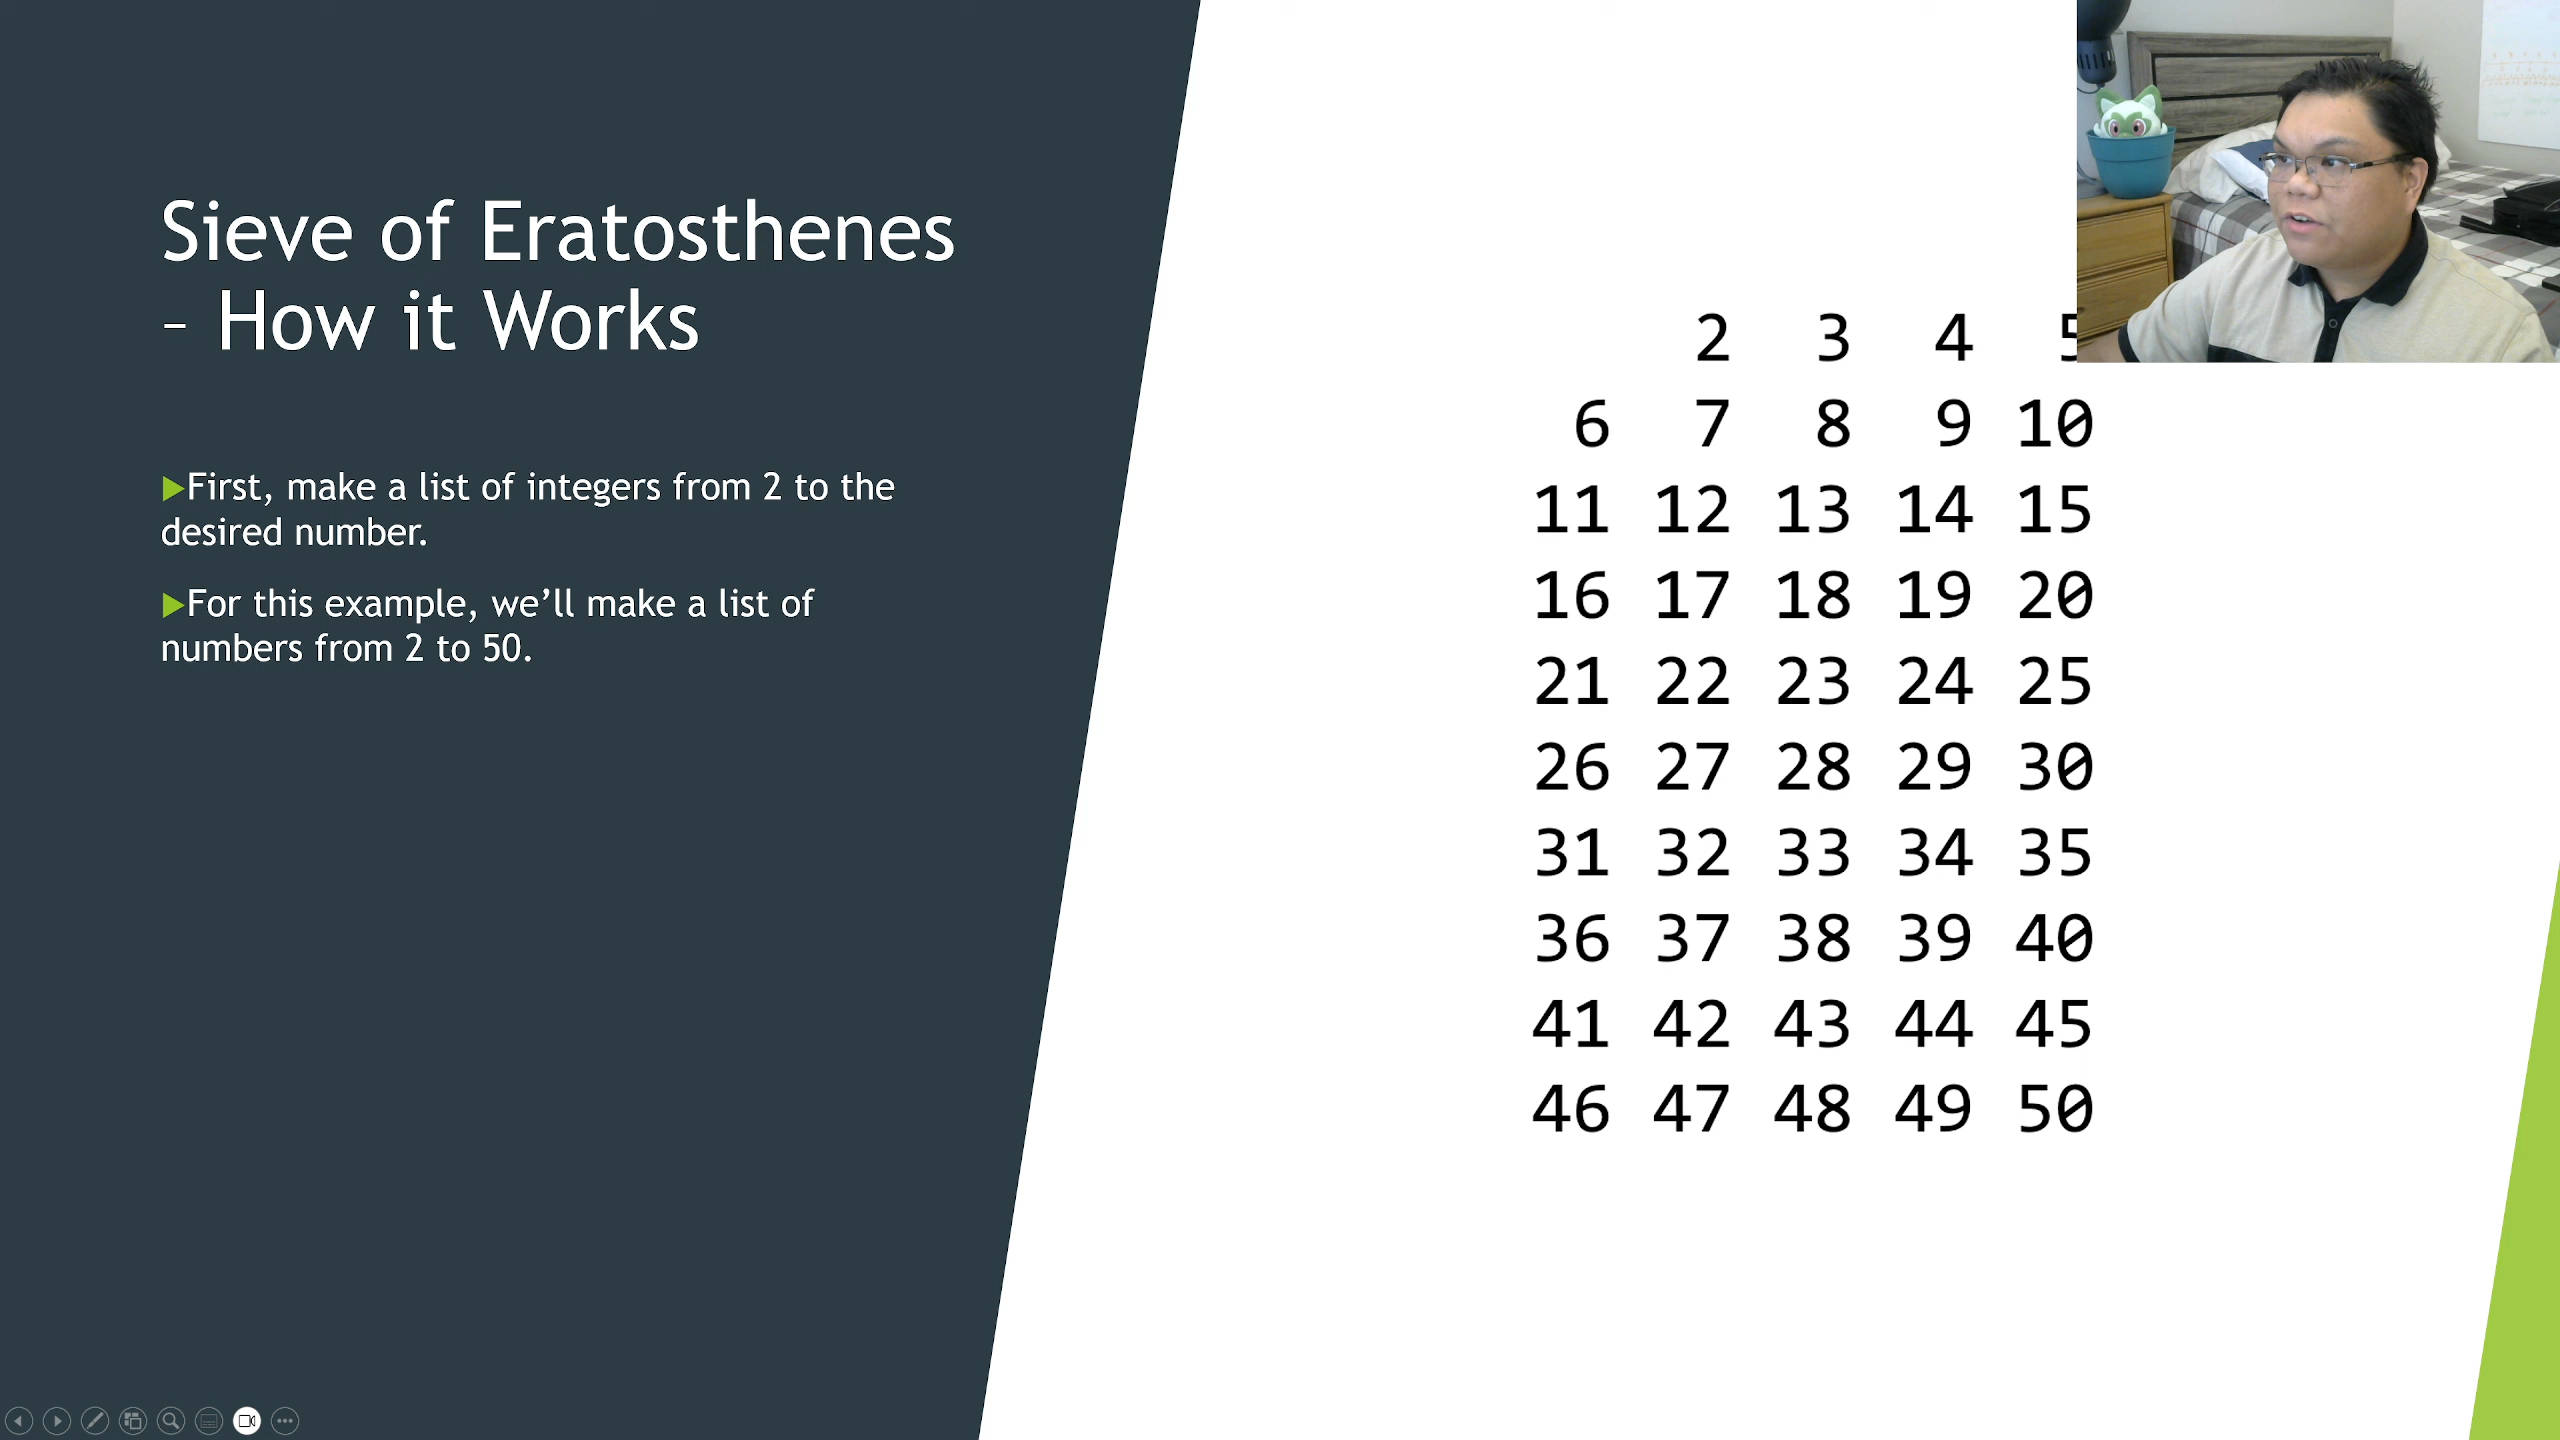 Sieve of Eratosthenes
– How it Works
▶First, make a list of integers from 2 to the
desired number.
▶For this example, we’ll make a list of
numbers from 2 to 50.
2 3 4 5
6 7 8 9 10
11 12 13 14 15
16 17 18 19 20
21 22 23 24 25
26 27 28 29 30
31 32 33 34 35
36 37 38 39 40
41 42 43 44 45
46 47 48 49 50